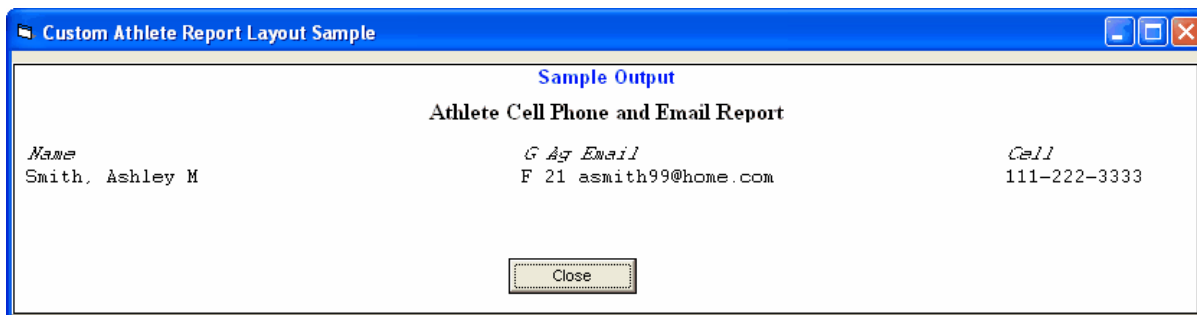 Custom Athlete Report Layout Sample
Sample Output
Athlete Cell Phone and Email Report
Name G Ag Email Cell
Smith, Ashley M F 21 asmith99@home.com 111-222-3333
Close